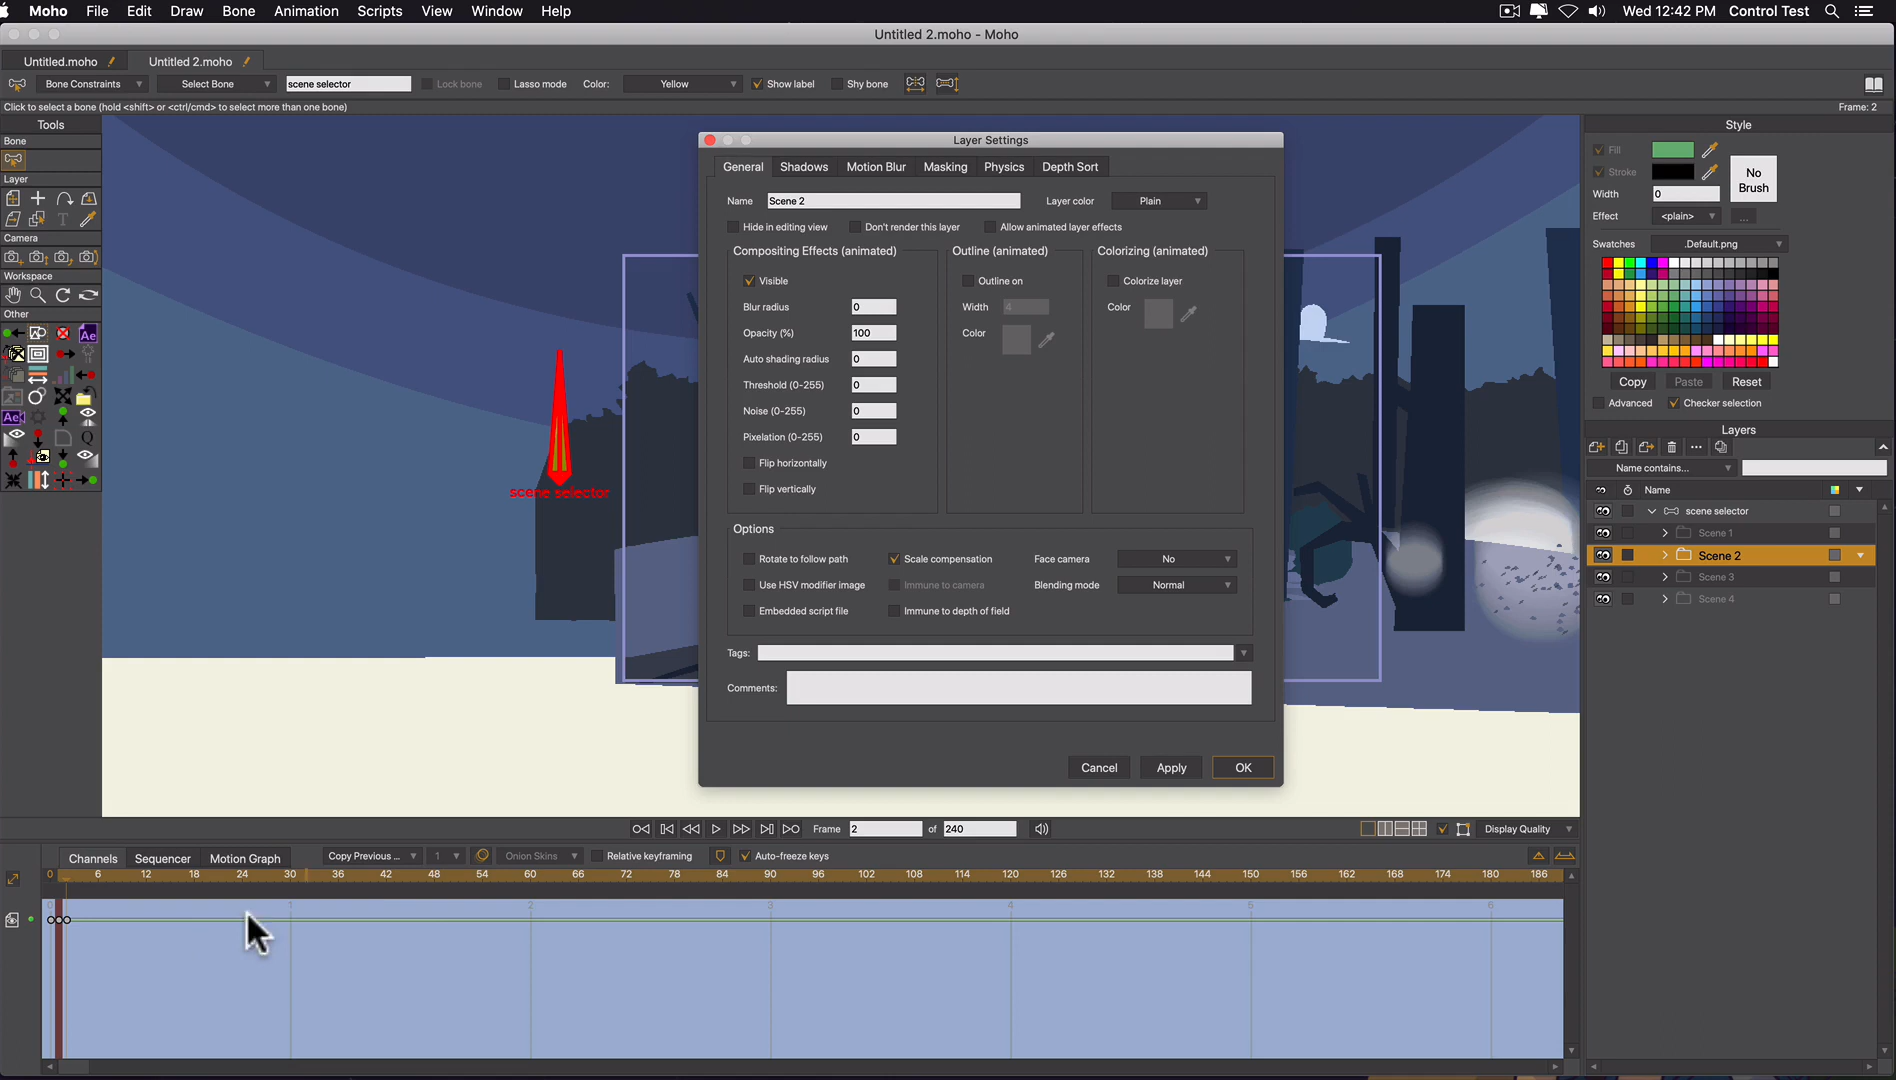 Moho File Edit Draw Bone Animation Scripts View Window Help
Wed 12:42 PM Control Test
Untitled 2.moho - Moho
Untitled.moho Untitled 2.moho
Bone Constraints Select Bone scene selector Lock bone Lasso mode Color: Yellow Show label Shy bone
Click to select a bone (hold <shift> or <ctrl/cmd> to select more than one bone)
Frame: 2
Tools
Bone
Layer
Camera
Workspace
Other
Ae
Ae
Q
T
scene selector
Layer Settings
General Shadows Motion Blur Masking Physics Depth Sort
Name Scene 2 Layer color Plain
Hide in editing view Don't render this layer Allow animated layer effects
Compositing Effects (animated)
Visible
Blur radius 0
Opacity (%) 100
Auto shading radius 0
Threshold (0-255) 0
Noise (0-255) 0
Pixelation (0-255) 0
Flip horizontally
Flip vertically
Outline (animated)
Outline on
Width 4
Color
Colorizing (animated)
Colorize layer
Color
Options
Rotate to follow path Scale compensation Face camera No
Use HSV modifier image Immune to camera Blending mode Normal
Embedded script file Immune to depth of field
Tags:
Comments:
Cancel Apply OK
Style
Fill
Stroke
No Brush
Width 0
Effect <plain> ...
Swatches .Default.png
Copy Paste Reset
Advanced Checker selection
Layers
Name contains...
Name
scene selector
Scene 1
Scene 2
Scene 3
Scene 4
Frame 2 of 240
Display Quality
Channels Sequencer Motion Graph Copy Previous ... 1 Onion Skins Relative keyframing Auto-freeze keys
0 6 12 18 24 30 36 42 48 54 60 66 72 78 84 90 96 102 108 114 120 126 132 138 144 150 156 162 168 174 180 186
0 1 2 3 4 5 6